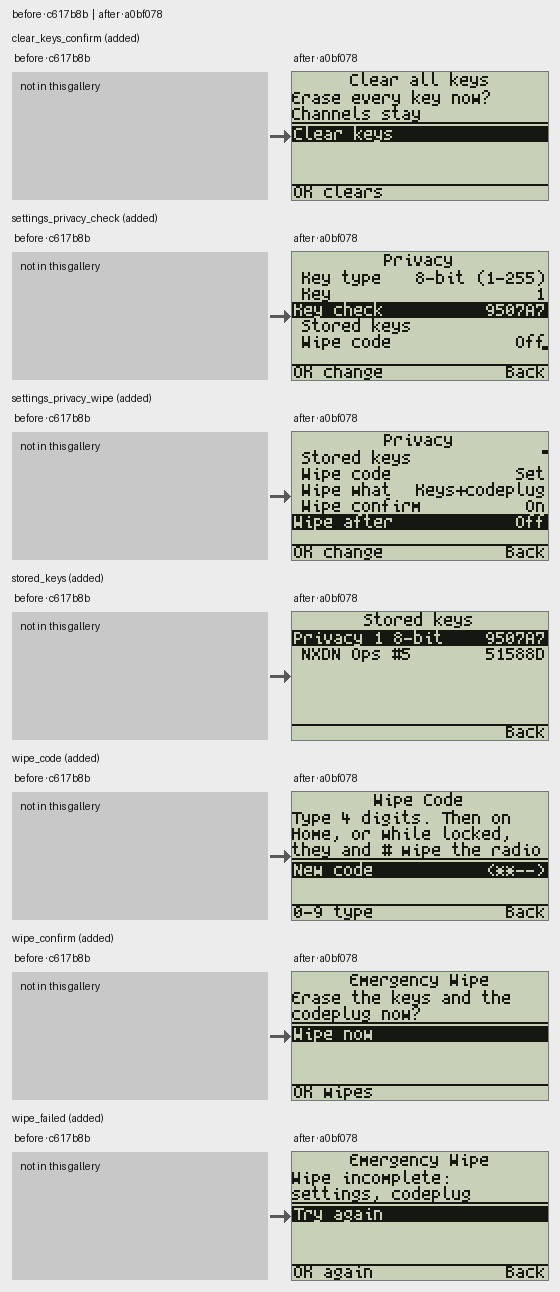 before · c617b8b | after · a0bf078
clear_keys_confirm (added)
before · c617b8b
after · a0bf078
not in this gallery
Clear all keys
Erase every key now?
Channels stay
Clear keys
OK clears
settings_privacy_check (added)
before · c617b8b
after · a0bf078
not in this gallery
Privacy
Key type 8-bit (1-255)
Key 1
Key check 9507A7
Stored keys
Wipe code Off
OK change Back
settings_privacy_wipe (added)
before · c617b8b
after · a0bf078
not in this gallery
Privacy
Stored keys
Wipe code Set
Wipe what Keys+codeplug
Wipe confirm On
Wipe after Off
OK change Back
stored_keys (added)
before · c617b8b
after · a0bf078
not in this gallery
Stored keys
Privacy 1 8-bit 9507A7
NXDN Ops #5 51588D
Back
wipe_code (added)
before · c617b8b
after · a0bf078
not in this gallery
Wipe Code
Type 4 digits. Then on
Home, or while locked,
they and # wipe the radio
New code (**--)
0-9 type Back
wipe_confirm (added)
before · c617b8b
after · a0bf078
not in this gallery
Emergency Wipe
Erase the keys and the
codeplug now?
Wipe now
OK wipes
wipe_failed (added)
before · c617b8b
after · a0bf078
not in this gallery
Emergency Wipe
Wipe incomplete:
settings, codeplug
Try again
OK again Back